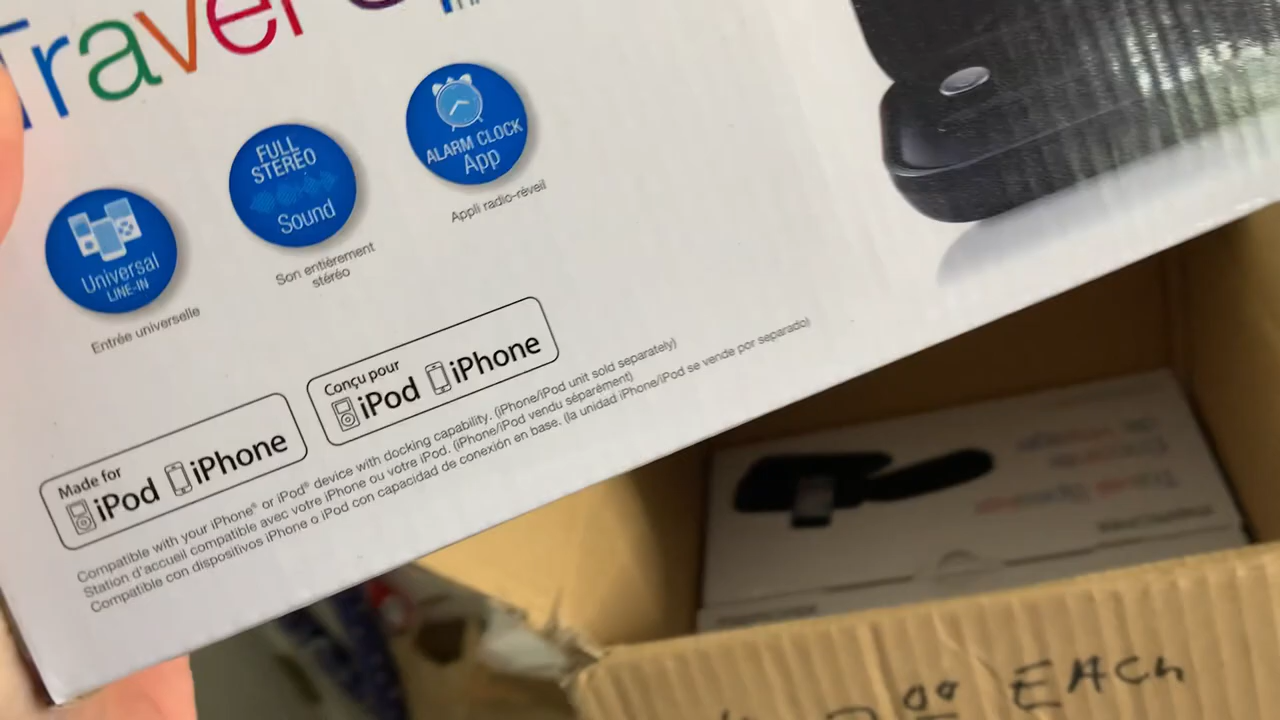 Travel
FULL
STEREO
Sound
ALARM CLOCK
App
Universal
LINE-IN
Appli radio-réveil
Son entièrement
stéréo
Entrée universelle
Made for
iPod iPhone
Conçu pour
iPod iPhone
Compatible with your iPhone® or iPod® device with docking capability. (iPhone/iPod unit sold separately)
Station d'accueil compatible avec votre iPhone ou votre iPod. (iPhone/iPod vendu séparément)
Compatible con dispositivos iPhone o iPod con capacidad de conexión en base. (la unidad iPhone/iPod se vende por separado)
EACH